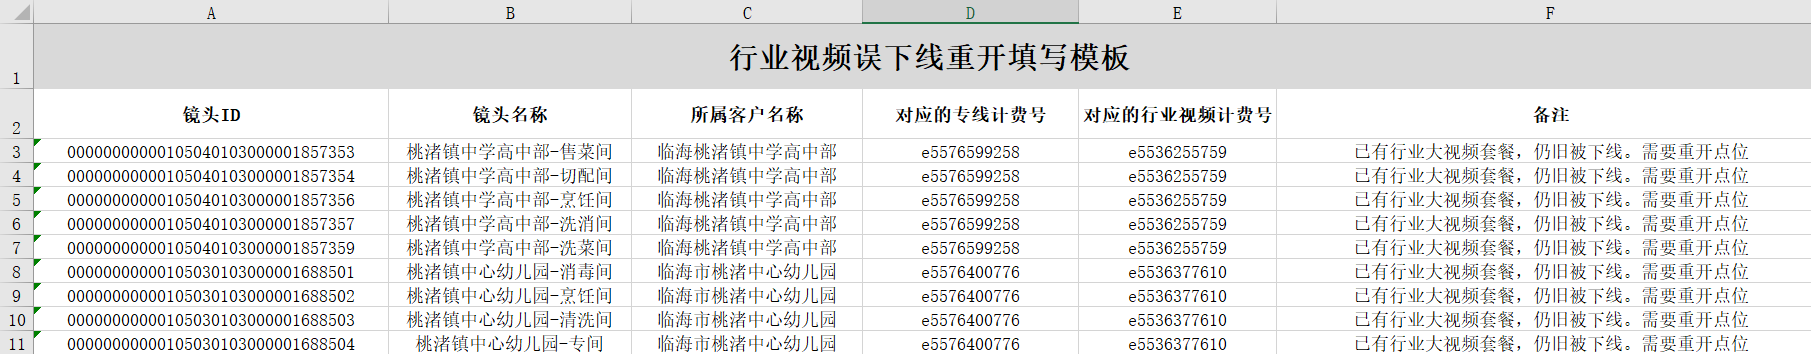 A B C D E F
1 行业视频误下线重开填写模板
2 镜头ID 镜头名称 所属客户名称 对应的专线计费号 对应的行业视频计费号 备注
3 0000000000010504010300000185​7353 桃渚镇中学高中部-售菜间 临海桃渚镇中学高中部 e5576599258 e5536255759 已有行业大视频套餐，仍旧被下线。需要重开点位
4 00000000000105040103000001857354 桃渚镇中学高中部-切配间 临海桃渚镇中学高中部 e5576599258 e5536255759 已有行业大视频套餐，仍旧被下线。需要重开点位
5 00000000000105040103000001857356 桃渚镇中学高中部-烹饪间 临海桃渚镇中学高中部 e5576599258 e5536255759 已有行业大视频套餐，仍旧被下线。需要重开点位
6 00000000000105040103000001857357 桃渚镇中学高中部-洗消间 临海桃渚镇中学高中部 e5576599258 e5536255759 已有行业大视频套餐，仍旧被下线。需要重开点位
7 00000000000105040103000001857359 桃渚镇中学高中部-洗菜间 临海桃渚镇中学高中部 e5576599258 e5536255759 已有行业大视频套餐，仍旧被下线。需要重开点位
8 00000000000105030103000001688501 桃渚镇中心幼儿园-消毒间 临海市桃渚中心幼儿园 e5576400776 e5536377610 已有行业大视频套餐，仍旧被下线。需要重开点位
9 00000000000105030103000001688502 桃渚镇中心幼儿园-烹饪间 临海市桃渚中心幼儿园 e5576400776 e5536377610 已有行业大视频套餐，仍旧被下线。需要重开点位
10 00000000000105030103000001688503 桃渚镇中心幼儿园-清洗间 临海市桃渚中心幼儿园 e5576400776 e5536377610 已有行业大视频套餐，仍旧被下线。需要重开点位
11 00000000000105030103000001688504 桃渚镇中心幼儿园-专间 临海市桃渚中心幼儿园 e5576400776 e5536377610 已有行业大视频套餐，仍旧被下线。需要重开点位